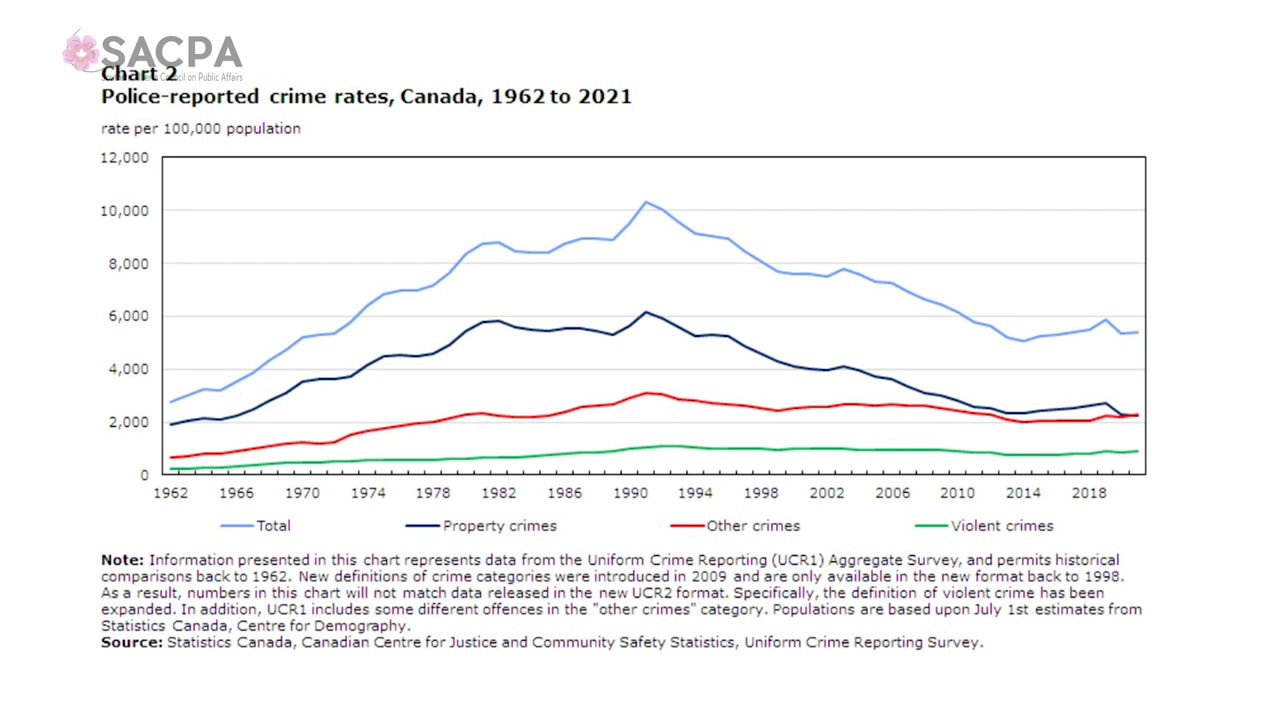 SACPA
Council on Public Affairs
Chart 2
Police-reported crime rates, Canada, 1962 to 2021
rate per 100,000 population
12,000
10,000
8,000
6,000
4,000
2,000
0
1962 1966 1970 1974 1978 1982 1986 1990 1994 1998 2002 2006 2010 2014 2018
Total Property crimes Other crimes Violent crimes
Note: Information presented in this chart represents data from the Uniform Crime Reporting (UCR1) Aggregate Survey, and permits historical
comparisons back to 1962. New definitions of crime categories were introduced in 2009 and are only available in the new format back to 1998.
As a result, numbers in this chart will not match data released in the new UCR2 format. Specifically, the definition of violent crime has been
expanded. In addition, UCR1 includes some different offences in the "other crimes" category. Populations are based upon July 1st estimates from
Statistics Canada, Centre for Demography.
Source: Statistics Canada, Canadian Centre for Justice and Community Safety Statistics, Uniform Crime Reporting Survey.